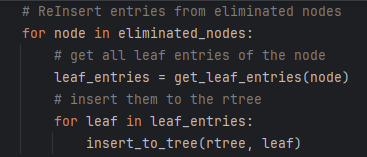 # ReInsert entries from eliminated nodes
for node in eliminated_nodes:
    # get all leaf entries of the node
    leaf_entries = get_leaf_entries(node)
    # insert them to the rtree
    for leaf in leaf_entries:
        insert_to_tree(rtree, leaf)